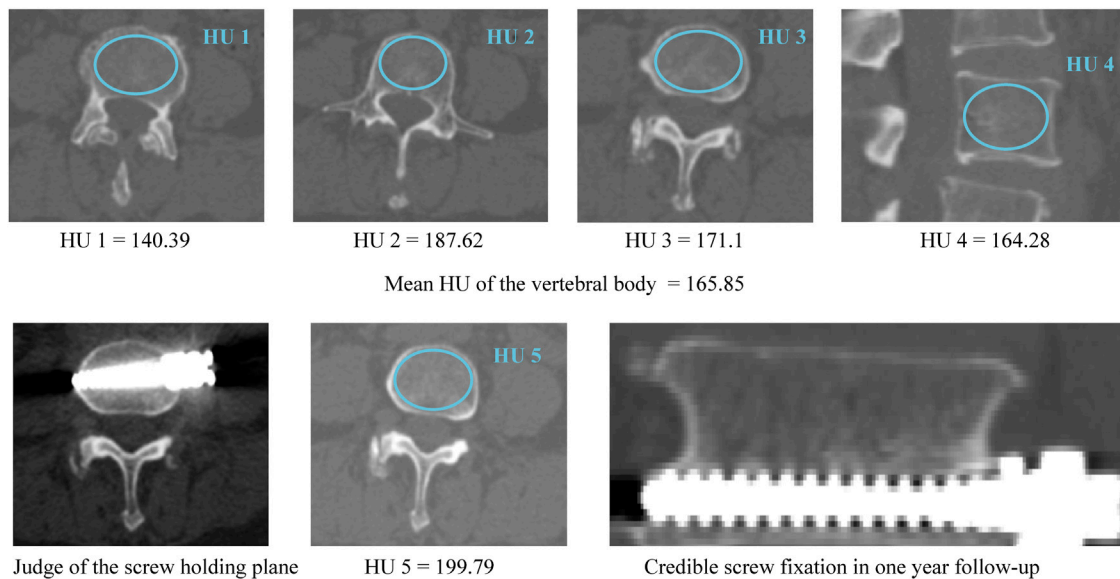 HU 1
HU 2
HU 3
HU 4
HU 1 = 140.39
HU 2 = 187.62
HU 3 = 171.1
HU 4 = 164.28
Mean HU of the vertebral body = 165.85
HU 5
Judge of the screw holding plane
HU 5 = 199.79
Credible screw fixation in one year follow-up